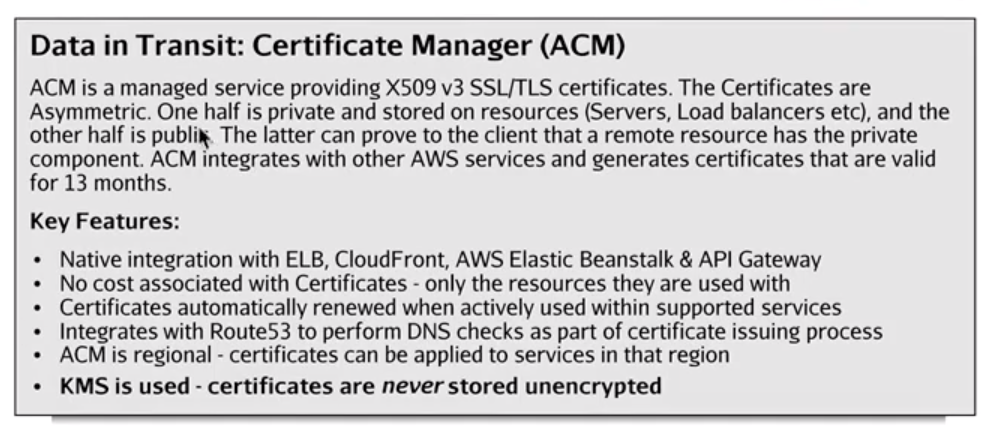 Data in Transit: Certificate Manager (ACM)
ACM is a managed service providing X509 v3 SSL/TLS certificates. The Certificates are
Asymmetric. One half is private and stored on resources (Servers, Load balancers etc), and the
other half is public. The latter can prove to the client that a remote resource has the private
component. ACM integrates with other AWS services and generates certificates that are valid
for 13 months.
Key Features:
• Native integration with ELB, CloudFront, AWS Elastic Beanstalk & API Gateway
• No cost associated with Certificates - only the resources they are used with
• Certificates automatically renewed when actively used within supported services
• Integrates with Route53 to perform DNS checks as part of certificate issuing process
• ACM is regional - certificates can be applied to services in that region
• KMS is used - certificates are never stored unencrypted